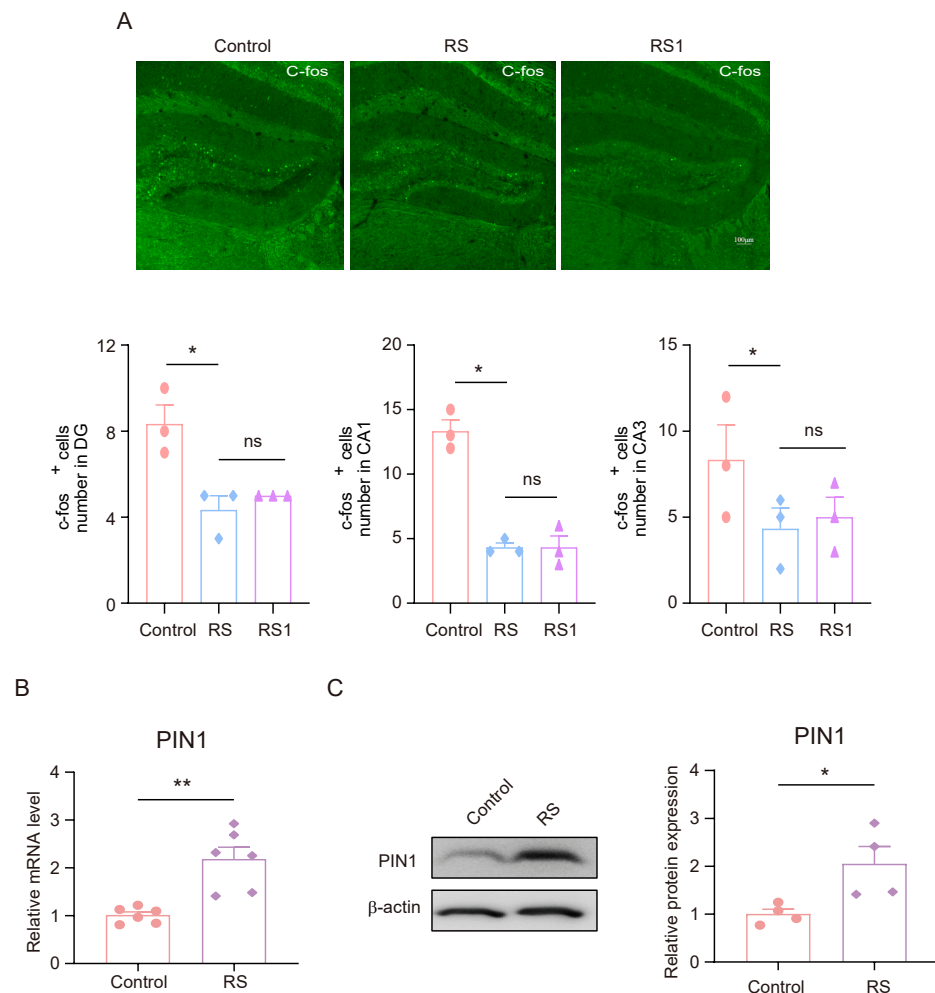 A
Control RS RS1
C-fos C-fos C-fos
100μm
12
8
4
0
c-fos + cells
number in DG
*
ns
Control RS RS1
20
15
10
5
0
c-fos + cells
number in CA1
*
ns
Control RS RS1
15
10
5
0
c-fos + cells
number in CA3
*
ns
Control RS RS1
B
PIN1
4
3
2
1
0
Relative mRNA level
**
Control RS
C
Control RS
PIN1
β-actin
PIN1
4
3
2
1
0
Relative protein expression
*
Control RS